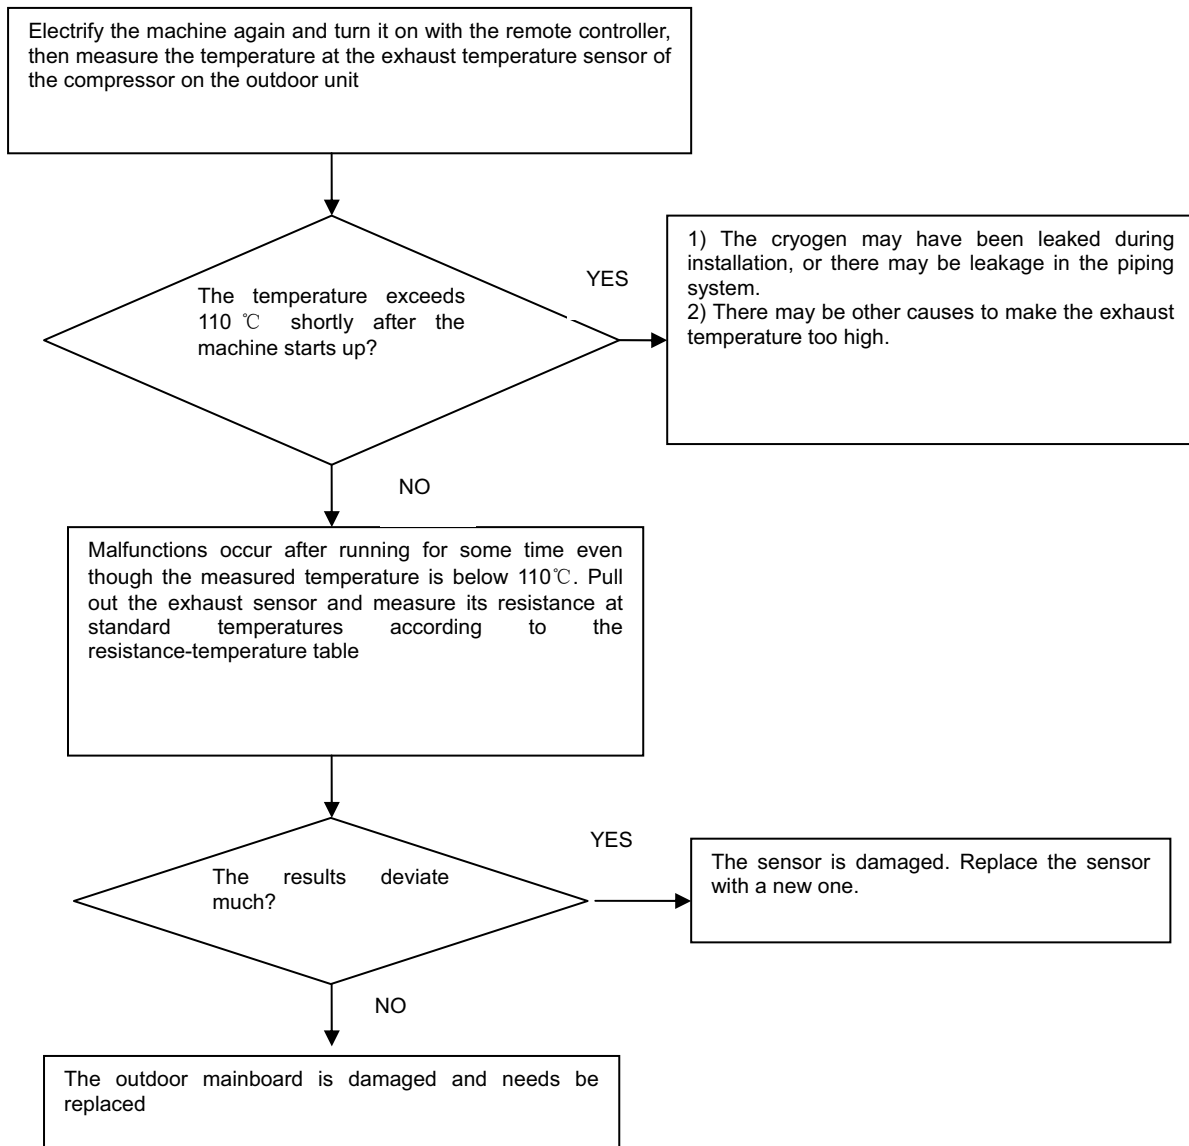 Electrify the machine again and turn it on with the remote controller,
then measure the temperature at the exhaust temperature sensor of
the compressor on the outdoor unit
The temperature exceeds
110 ℃ shortly after the
machine starts up?
YES
1) The cryogen may have been leaked during
installation, or there may be leakage in the piping
system.
2) There may be other causes to make the exhaust
temperature too high.
NO
Malfunctions occur after running for some time even
though the measured temperature is below 110℃. Pull
out the exhaust sensor and measure its resistance at
standard temperatures according to the
resistance-temperature table
The results deviate
much?
YES
The sensor is damaged. Replace the sensor
with a new one.
NO
The outdoor mainboard is damaged and needs be
replaced